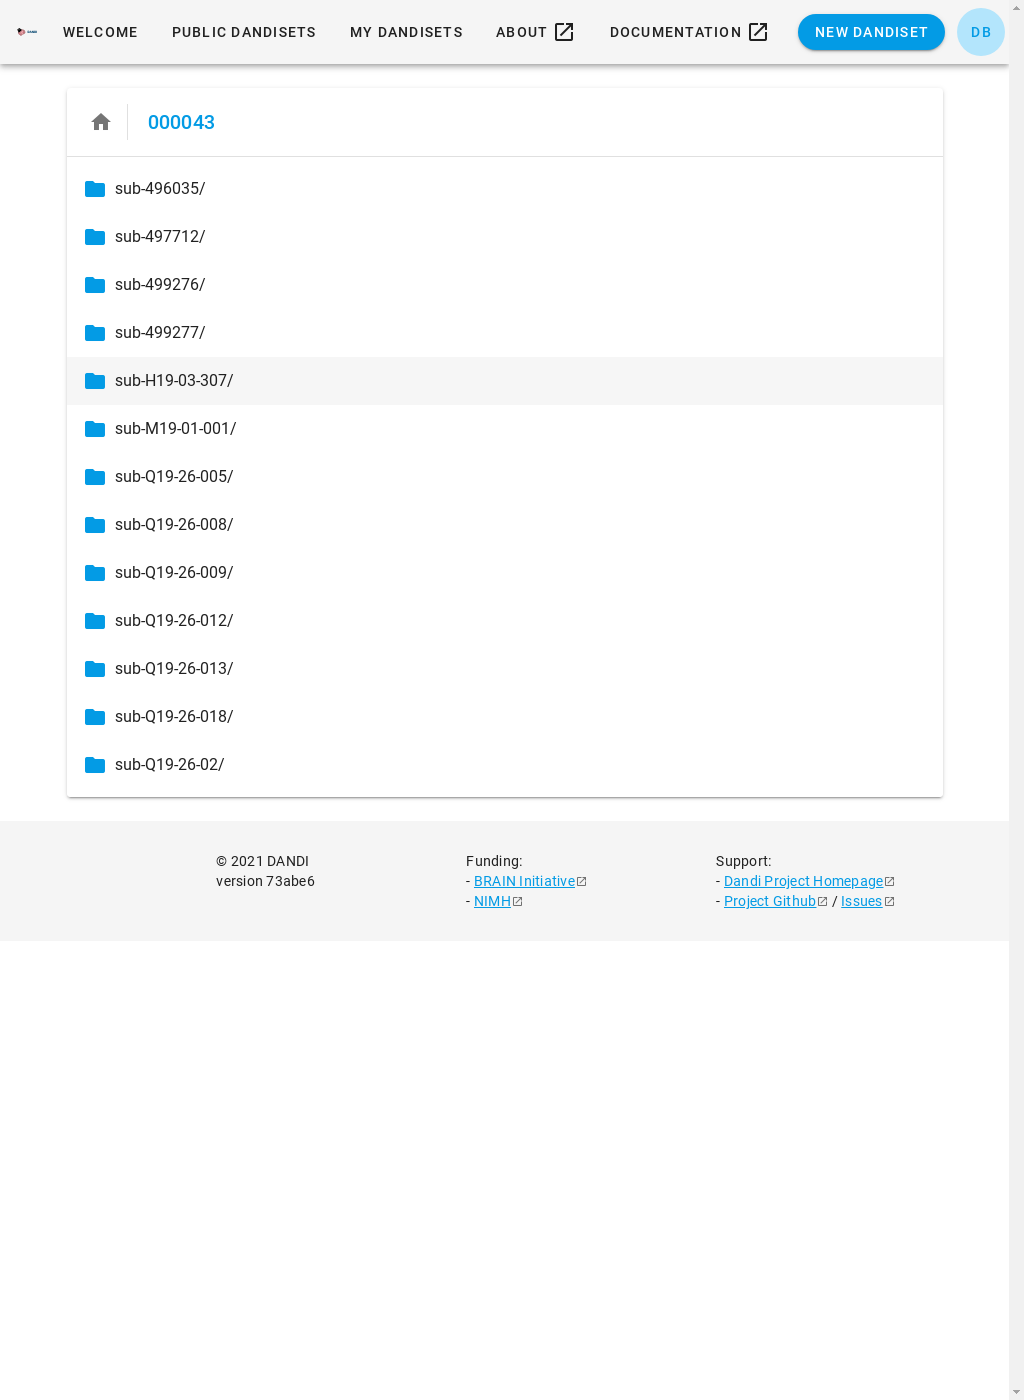 WELCOME PUBLIC DANDISETS MY DANDISETS ABOUT DOCUMENTATION NEW DANDISET DB
000043
sub-496035/
sub-497712/
sub-499276/
sub-499277/
sub-H19-03-307/
sub-M19-01-001/
sub-Q19-26-005/
sub-Q19-26-008/
sub-Q19-26-009/
sub-Q19-26-012/
sub-Q19-26-013/
sub-Q19-26-018/
sub-Q19-26-02/
© 2021 DANDI
version 73abe6
Funding:
- BRAIN Initiative
- NIMH
Support:
- Dandi Project Homepage
- Project Github / Issues